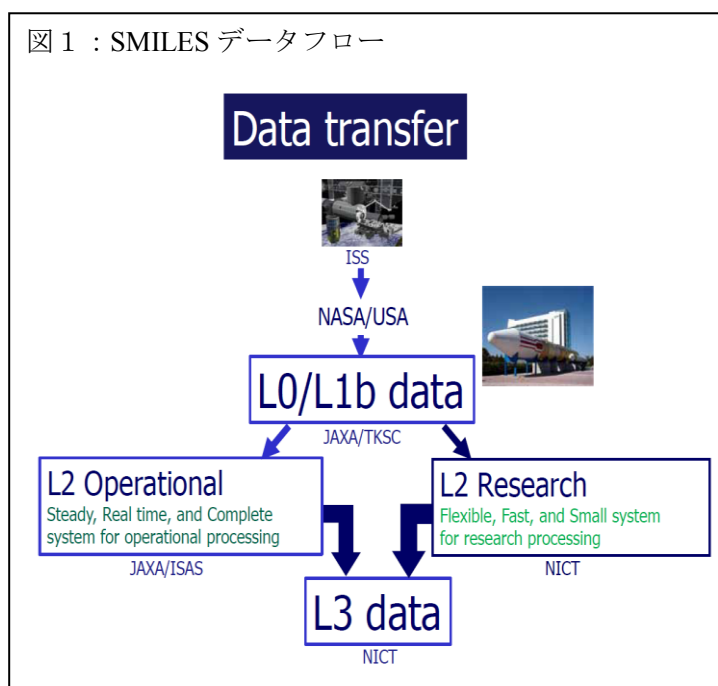 図１：SMILES データフロー
Data transfer
ISS
NASA/USA
L0/L1b data
JAXA/TKSC
L2 Operational
Steady, Real time, and Complete
system for operational processing
JAXA/ISAS
L2 Research
Flexible, Fast, and Small system
for research processing
NICT
L3 data
NICT